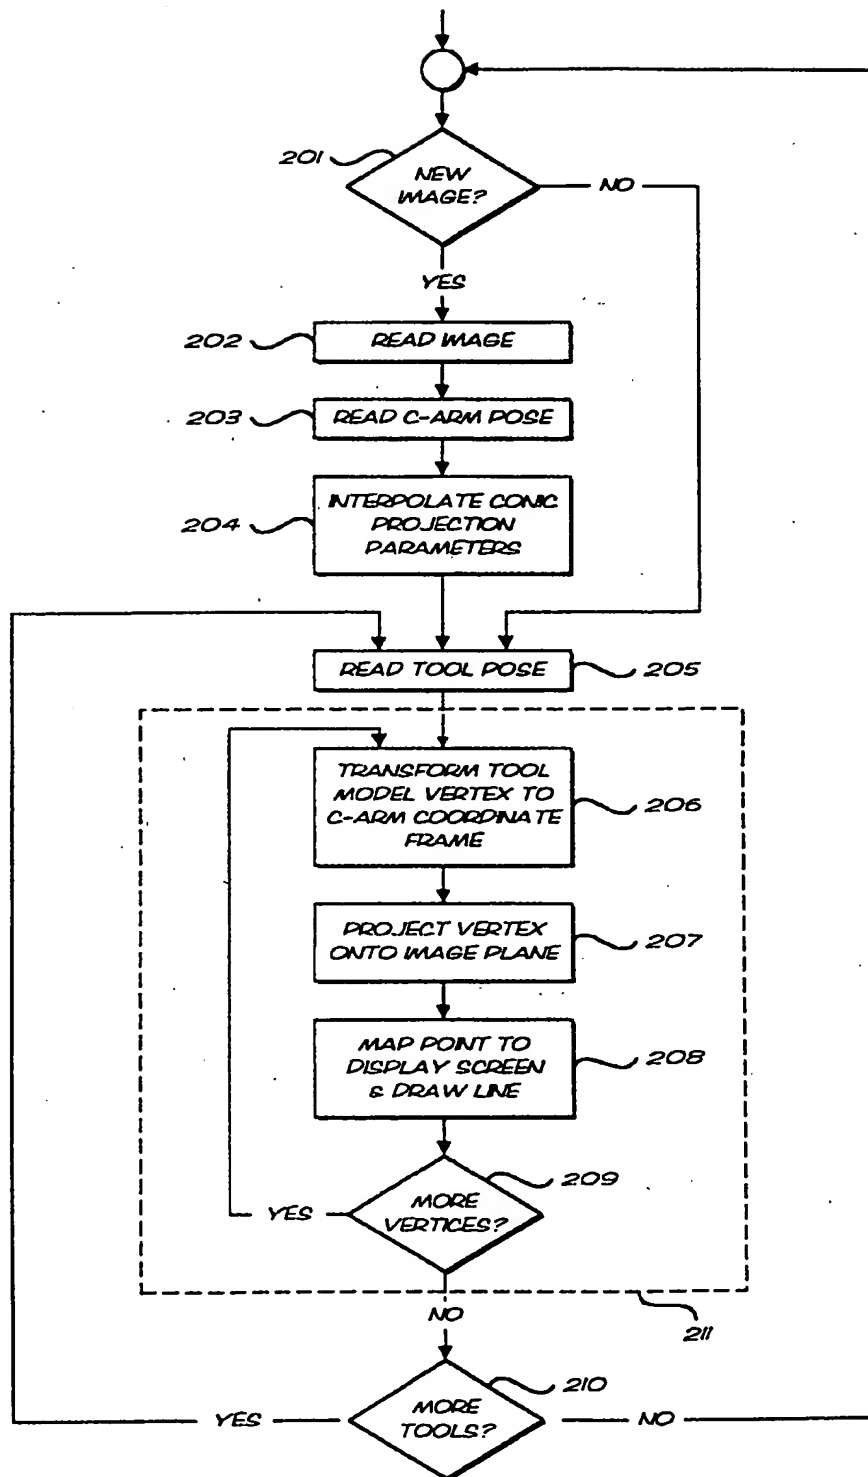 201
NEW
IMAGE?
NO
YES
202
READ IMAGE
203
READ C-ARM POSE
204
INTERPOLATE CONIC
PROJECTION
PARAMETERS
READ TOOL POSE
205
TRANSFORM TOOL
MODEL VERTEX TO
C-ARM COORDINATE
FRAME
206
PROJECT VERTEX
ONTO IMAGE PLANE
207
MAP POINT TO
DISPLAY SCREEN
& DRAW LINE
208
209
MORE
VERTICES?
YES
NO
211
210
MORE
TOOLS?
YES
NO